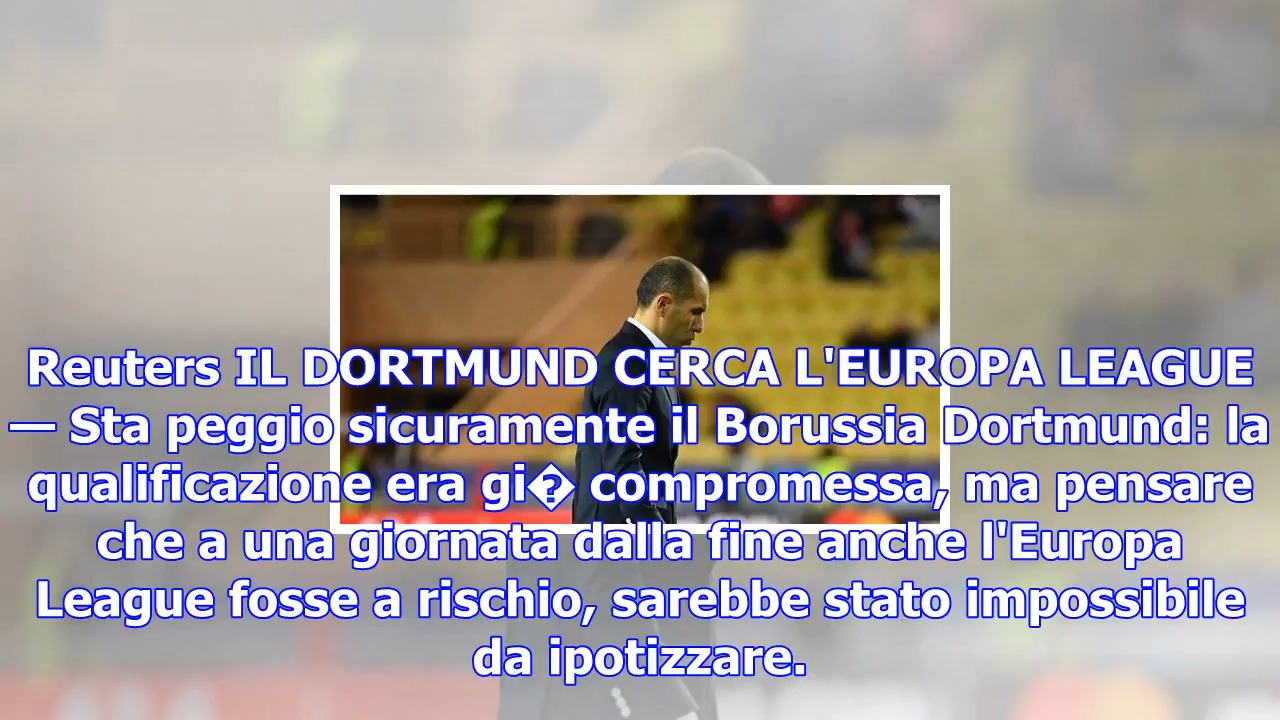 Reuters IL DORTMUND CERCA L'EUROPA LEAGUE
— Sta peggio sicuramente il Borussia Dortmund: la
qualificazione era gi� compromessa, ma pensare
che a una giornata dalla fine anche l'Europa
League fosse a rischio, sarebbe stato impossibile
da ipotizzare.